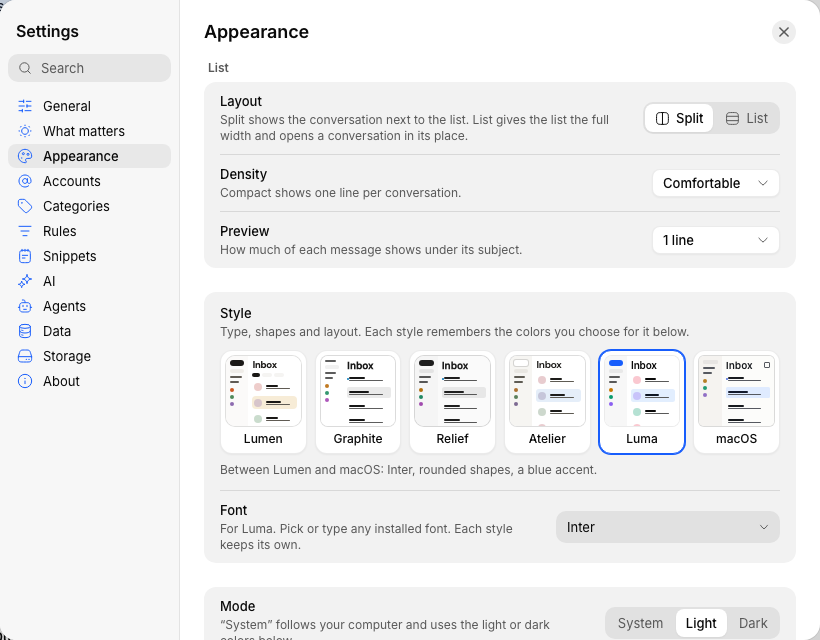 Settings
Search
General
What matters
Appearance
Accounts
Categories
Rules
Snippets
AI
Agents
Data
Storage
About
Appearance
List
Layout
Split shows the conversation next to the list. List gives the list the full
width and opens a conversation in its place.
Split
List
Density
Compact shows one line per conversation.
Comfortable
Preview
How much of each message shows under its subject.
1 line
Style
Type, shapes and layout. Each style remembers the colors you choose for it below.
Inbox
Inbox
Inbox
Inbox
Inbox
Inbox
Lumen
Graphite
Relief
Atelier
Luma
macOS
Between Lumen and macOS: Inter, rounded shapes, a blue accent.
Font
For Luma. Pick or type any installed font. Each style
keeps its own.
Inter
Mode
“System” follows your computer and uses the light or dark
colors below.
System
Light
Dark